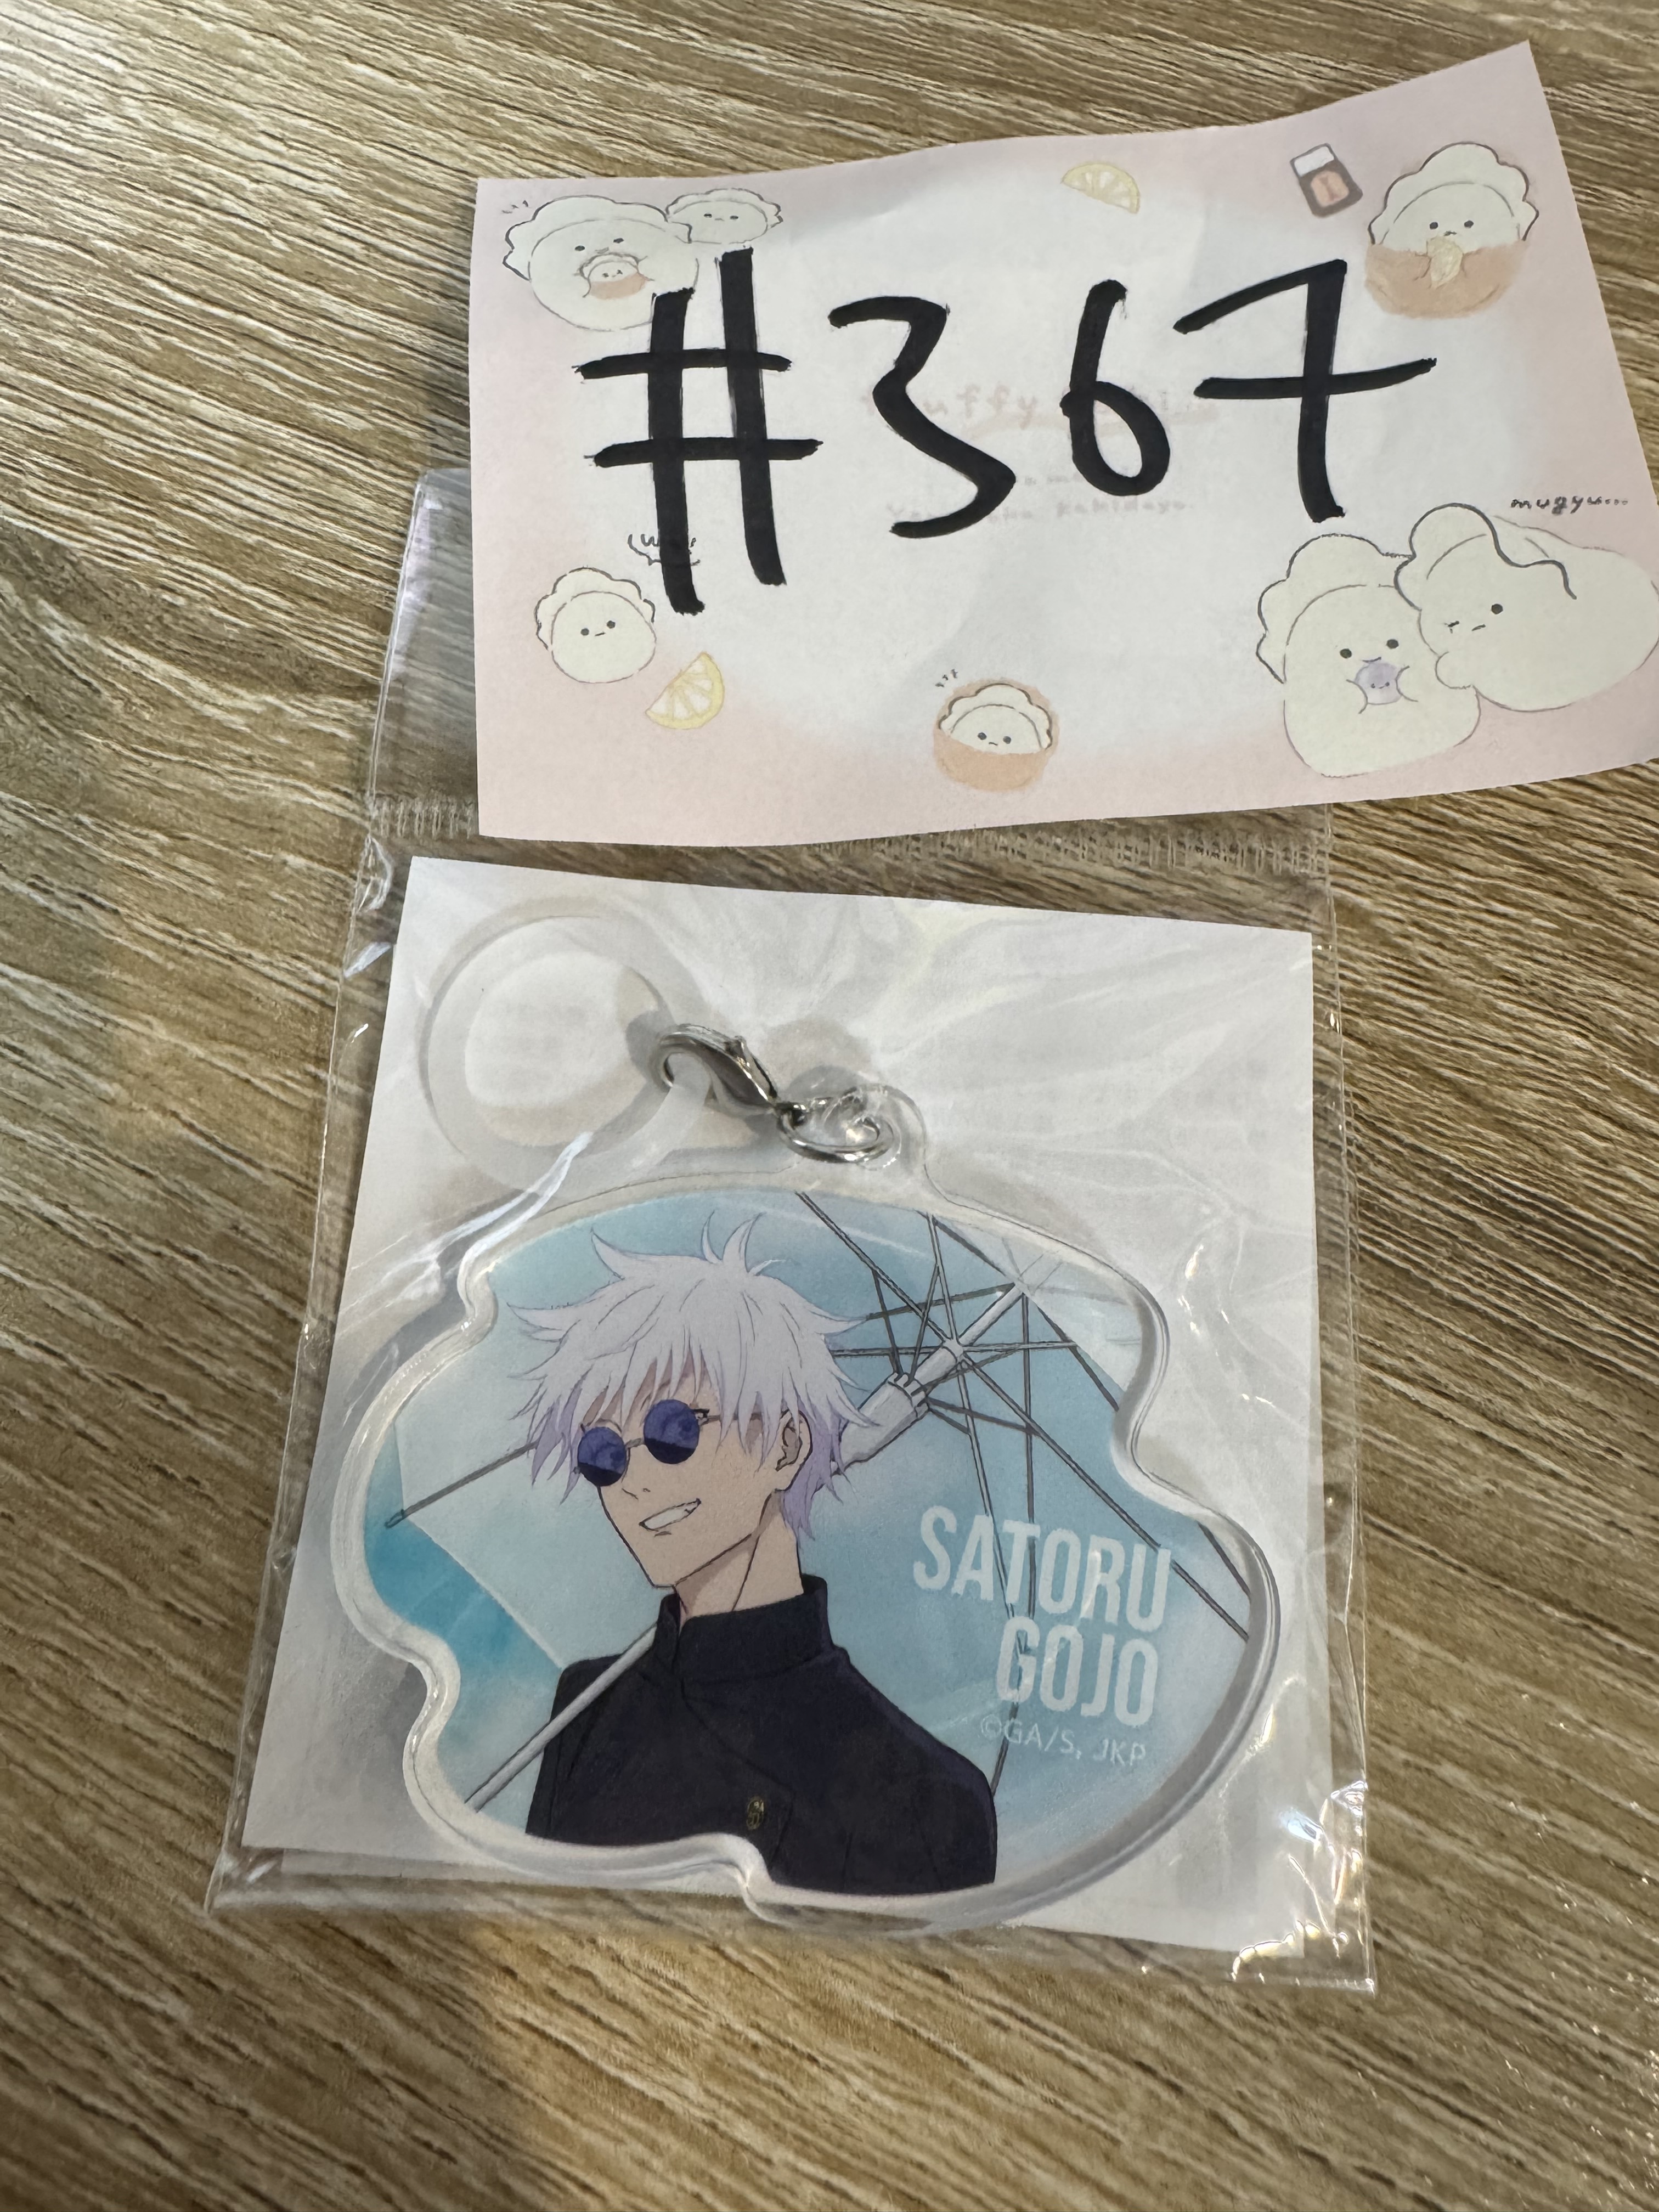 #367
mugyu...
SATORU
GOJO
©GA/S, JKP